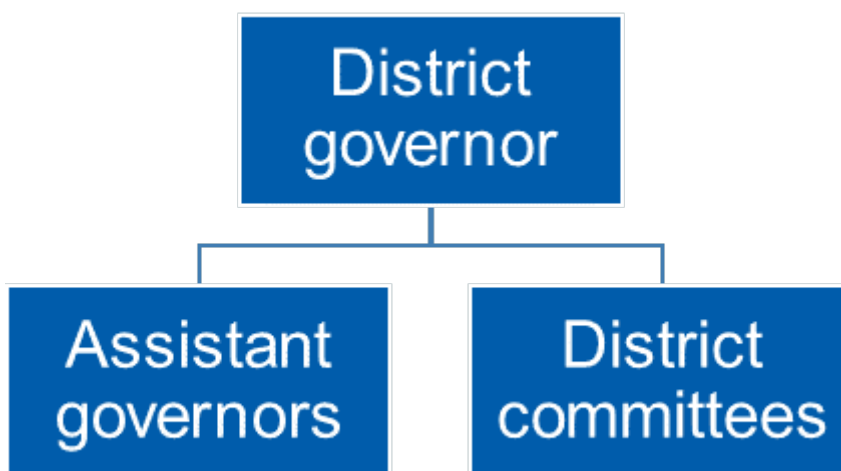 District
governor
Assistant
governors
District
committees